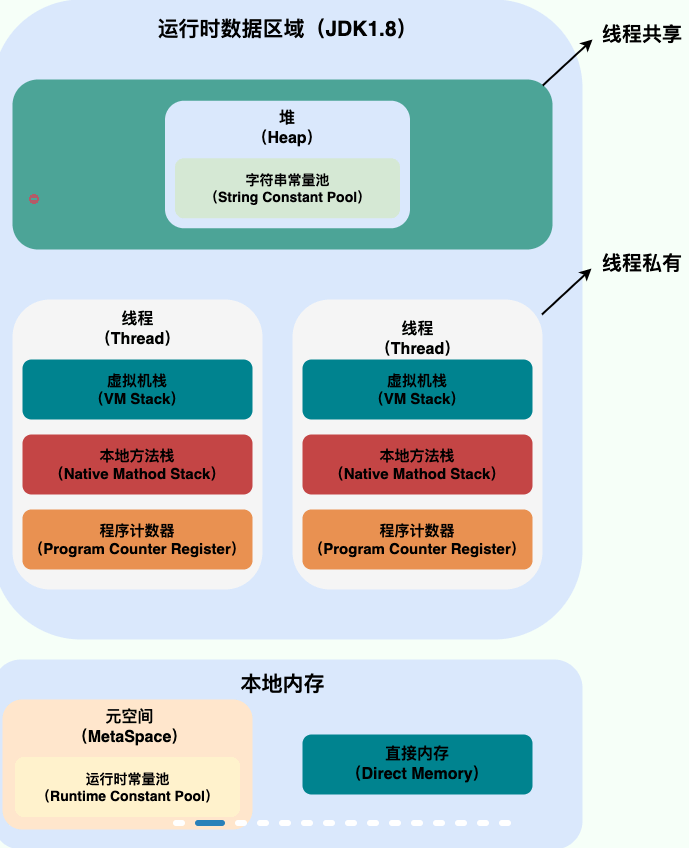 运行时数据区域（JDK1.8）
线程共享
堆
（Heap）
字符串常量池
（String Constant Pool）
线程私有
线程
（Thread）
虚拟机栈
（VM Stack）
本地方法栈
（Native Mathod Stack）
程序计数器
（Program Counter Register）
线程
（Thread）
虚拟机栈
（VM Stack）
本地方法栈
（Native Mathod Stack）
程序计数器
（Program Counter Register）
本地内存
元空间
（MetaSpace）
运行时常量池
（Runtime Constant Pool）
直接内存
（Direct Memory）